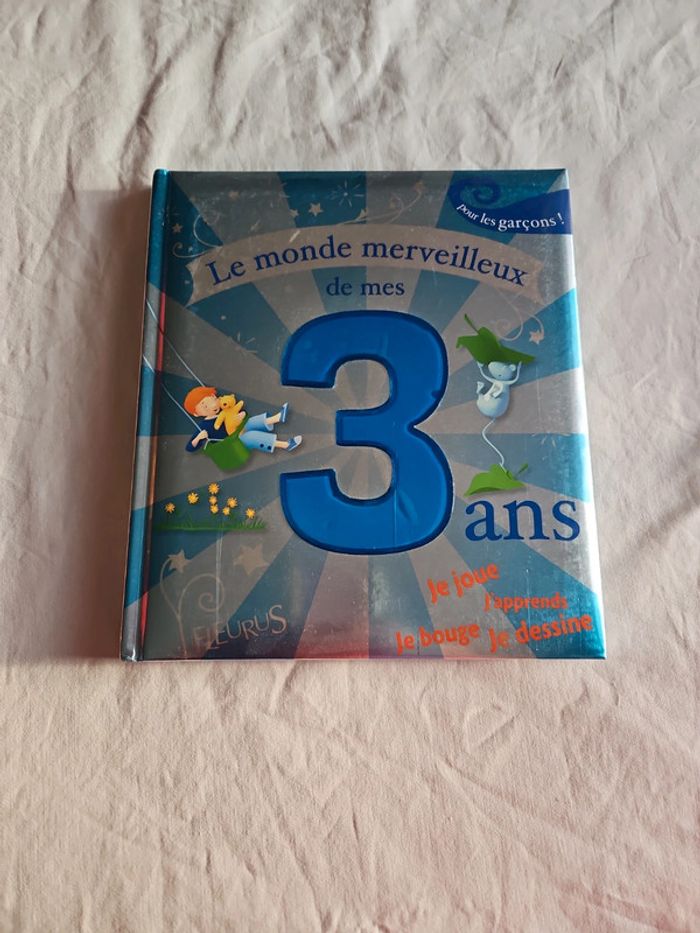 pour les garçons !
Le monde merveilleux
de mes
3
ans
Je joue
J'apprends
Je bouge Je dessine
FLEURUS